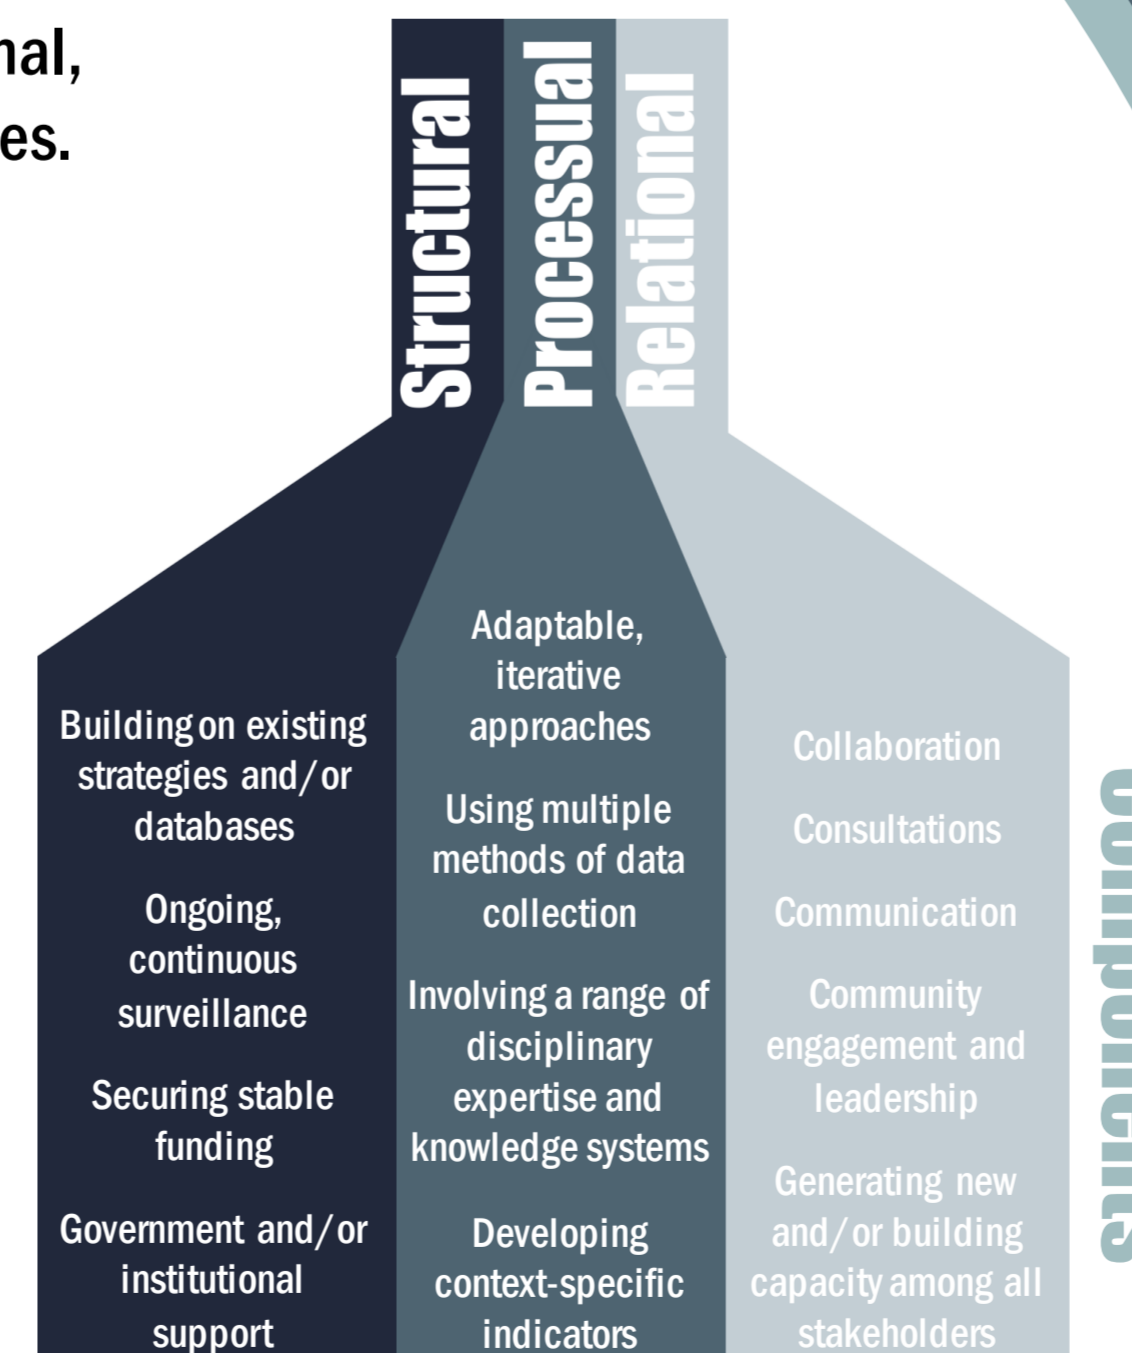 nal,
es.
Structural
Processual
Relational
Building on existing
strategies and/or
databases
Ongoing,
continuous
surveillance
Securing stable
funding
Government and/or
institutional
support
Adaptable,
iterative
approaches
Using multiple
methods of data
collection
Involving a range of
disciplinary
expertise and
knowledge systems
Developing
context-specific
indicators
Collaboration
Consultations
Communication
Community
engagement and
leadership
Generating new
and/or building
capacity among all
stakeholders